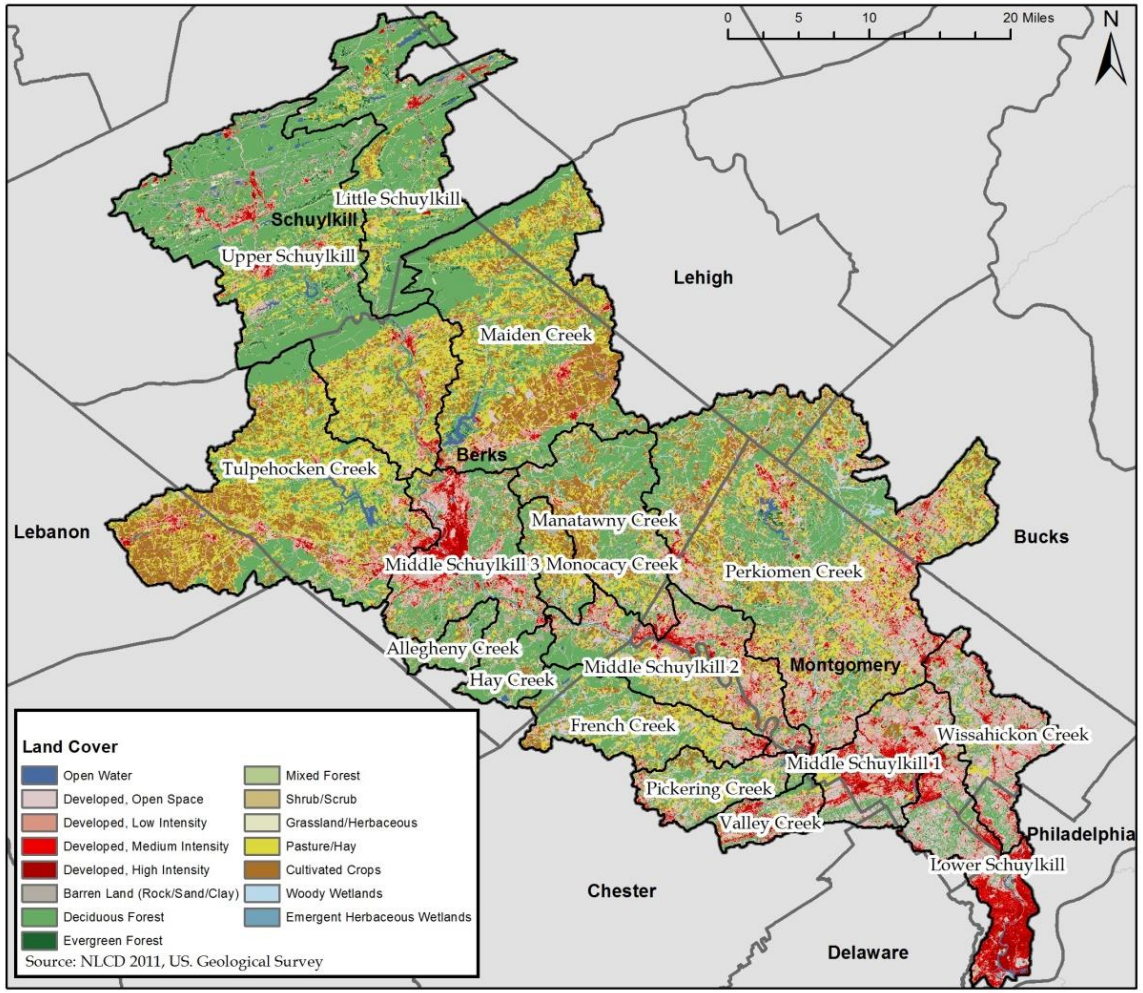 0 5 10 20 Miles
N
Little Schuylkill
Schuylkill
Upper Schuylkill
Lehigh
Maiden Creek
Berks
Tulpehocken Creek
Lebanon
Manatawny Creek
Bucks
Middle Schuylkill 3
Monocacy Creek
Perkiomen Creek
Allegheny Creek
Middle Schuylkill 2
Montgomery
Hay Creek
French Creek
Wissahickon Creek
Middle Schuylkill 1
Pickering Creek
Valley Creek
Philadelphia
Lower Schuylkill
Chester
Delaware
Land Cover
Open Water
Developed, Open Space
Developed, Low Intensity
Developed, Medium Intensity
Developed, High Intensity
Barren Land (Rock/Sand/Clay)
Deciduous Forest
Evergreen Forest
Mixed Forest
Shrub/Scrub
Grassland/Herbaceous
Pasture/Hay
Cultivated Crops
Woody Wetlands
Emergent Herbaceous Wetlands
Source: NLCD 2011, US. Geological Survey